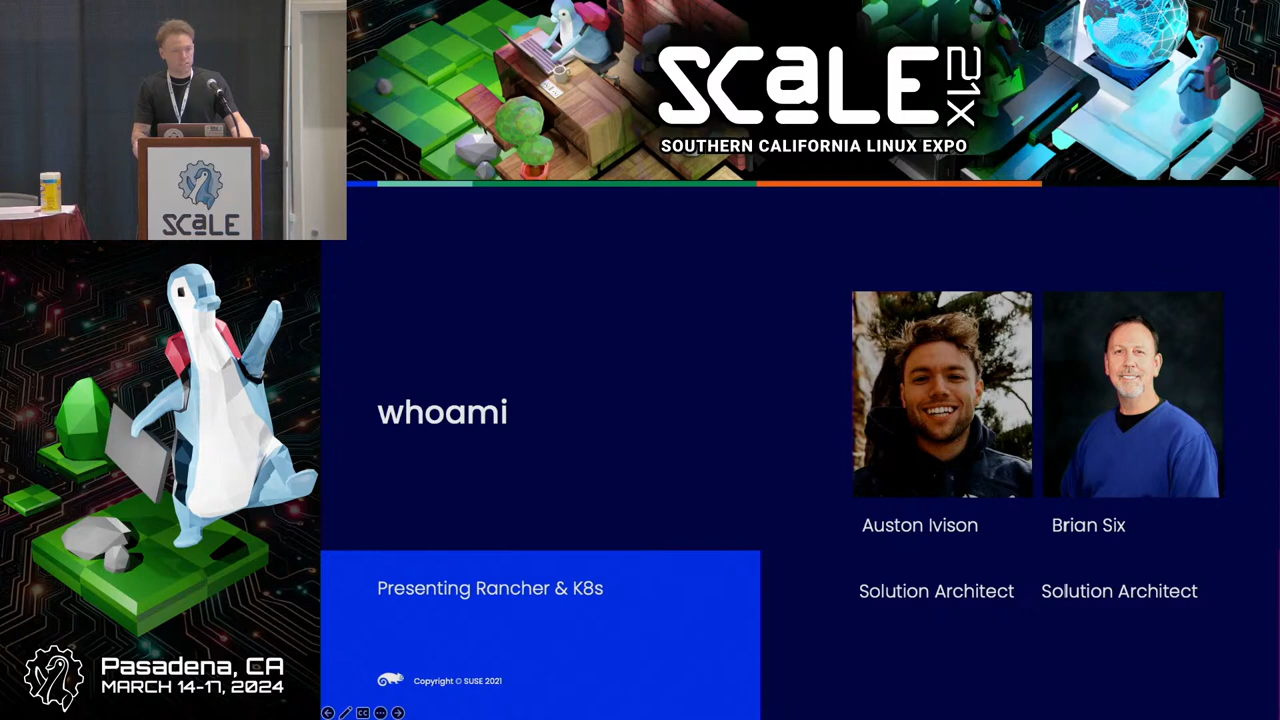 SCaLE 21X
SOUTHERN CALIFORNIA LINUX EXPO
SCaLE
whoami
Auston Ivison
Brian Six
Solution Architect
Solution Architect
Presenting Rancher & K8s
Copyright © SUSE 2021
CC
Pasadena, CA
MARCH 14-17, 2024